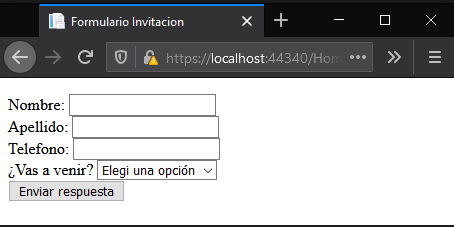 Formulario Invitacion
https://localhost:44340/Hom
Nombre:
Apellido:
Telefono:
¿Vas a venir? Elegi una opción
Enviar respuesta